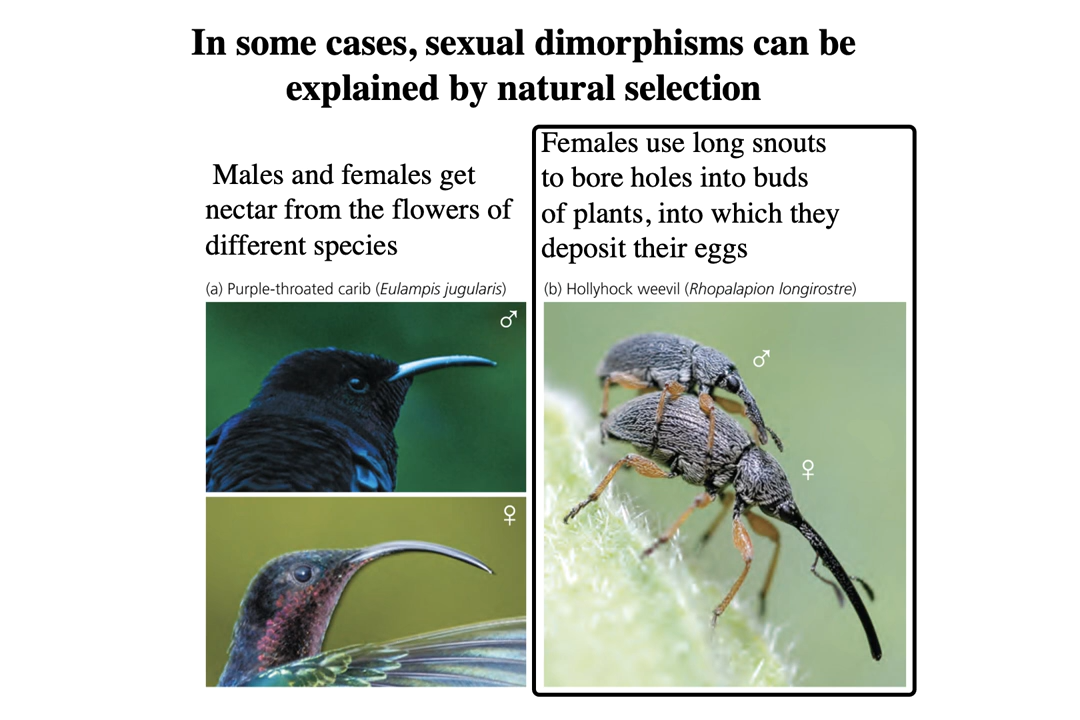 In some cases, sexual dimorphisms can be
explained by natural selection
Males and females get
nectar from the flowers of
different species
(a) Purple-throated carib (Eulampis jugularis)
♂
♀
Females use long snouts
to bore holes into buds
of plants, into which they
deposit their eggs
(b) Hollyhock weevil (Rhopalapion longirostre)
♂
♀